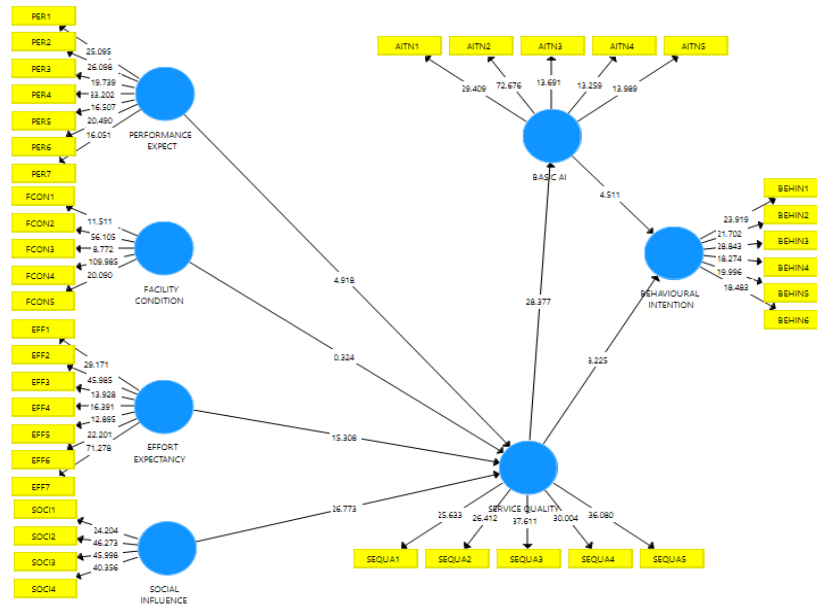 PER1
PER2
PER3
PER4
PER5
PER6
PER7
25.095
26.098
19.739
33.202
16.507
20.490
16.051
PERFORMANCE
EXPECT
FCON1
FCON2
FCON3
FCON4
FCON5
11.511
56.105
8.772
109.985
20.090
FACILITY
CONDITION
EFF1
EFF2
EFF3
EFF4
EFF5
EFF6
EFF7
29.171
45.985
13.928
16.391
12.895
22.201
71.278
EFFORT
EXPECTANCY
SOCI1
SOCI2
SOCI3
SOCI4
46.273
45.998
40.356
SOCIAL
INFLUENCE
4.918
0.324
15.308
26.773
AITN1
AITN2
AITN3
AITN4
AITN5
29.409
72.676
13.691
13.259
13.989
BASIC AI
4.511
28.377
3.225
BEHIN1
BEHIN2
BEHIN3
BEHIN4
BEHIN5
BEHIN6
23.919
21.702
28.843
18.274
19.996
18.483
BEHAVIOURAL
INTENTION
SERVICE QUALITY
25.633
26.412
37.611
30.004
36.080
SEQUA1
SEQUA2
SEQUA3
SEQUA4
SEQUA5